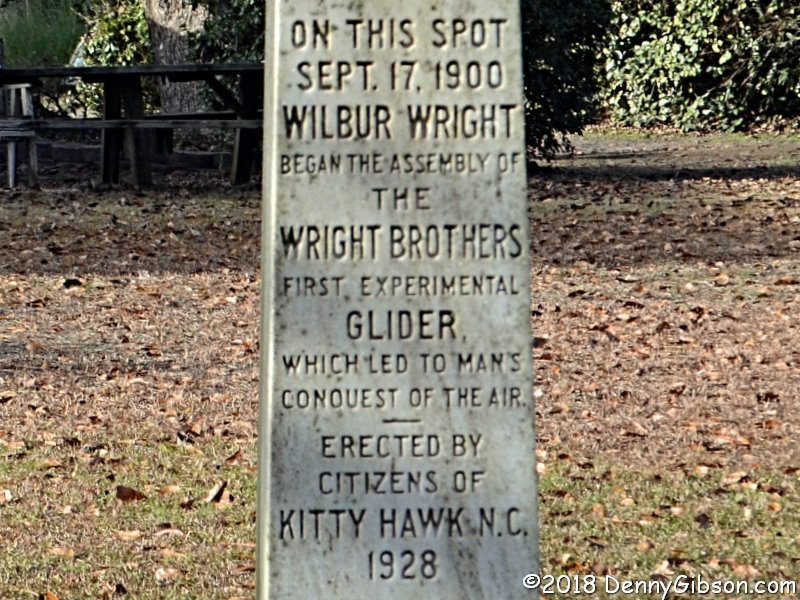 ON THIS SPOT
SEPT. 17, 1900
WILBUR WRIGHT
BEGAN THE ASSEMBLY OF
THE
WRIGHT BROTHERS
FIRST EXPERIMENTAL
GLIDER,
WHICH LED TO MAN'S
CONQUEST OF THE AIR.
ERECTED BY
CITIZENS OF
KITTY HAWK N.C.
1928
©2018 DennyGibson.com